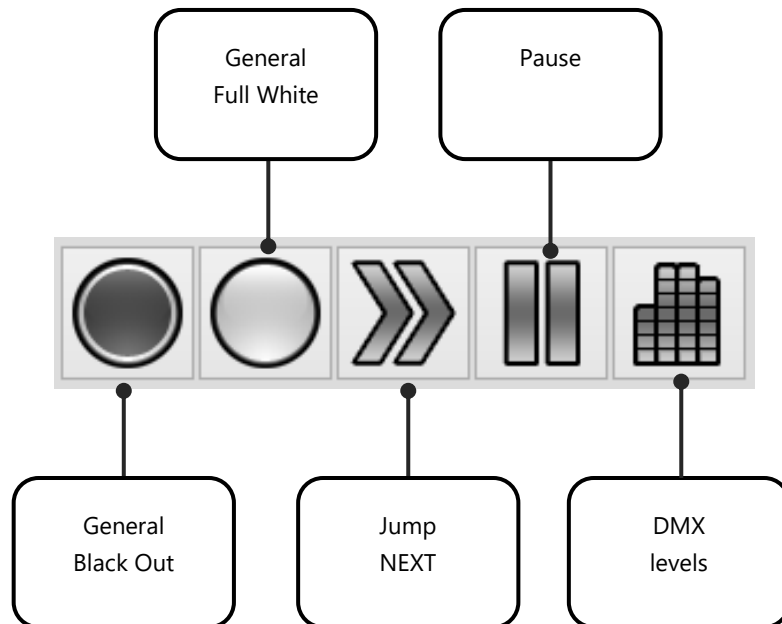 General
Full White
Pause
General
Black Out
Jump
NEXT
DMX
levels